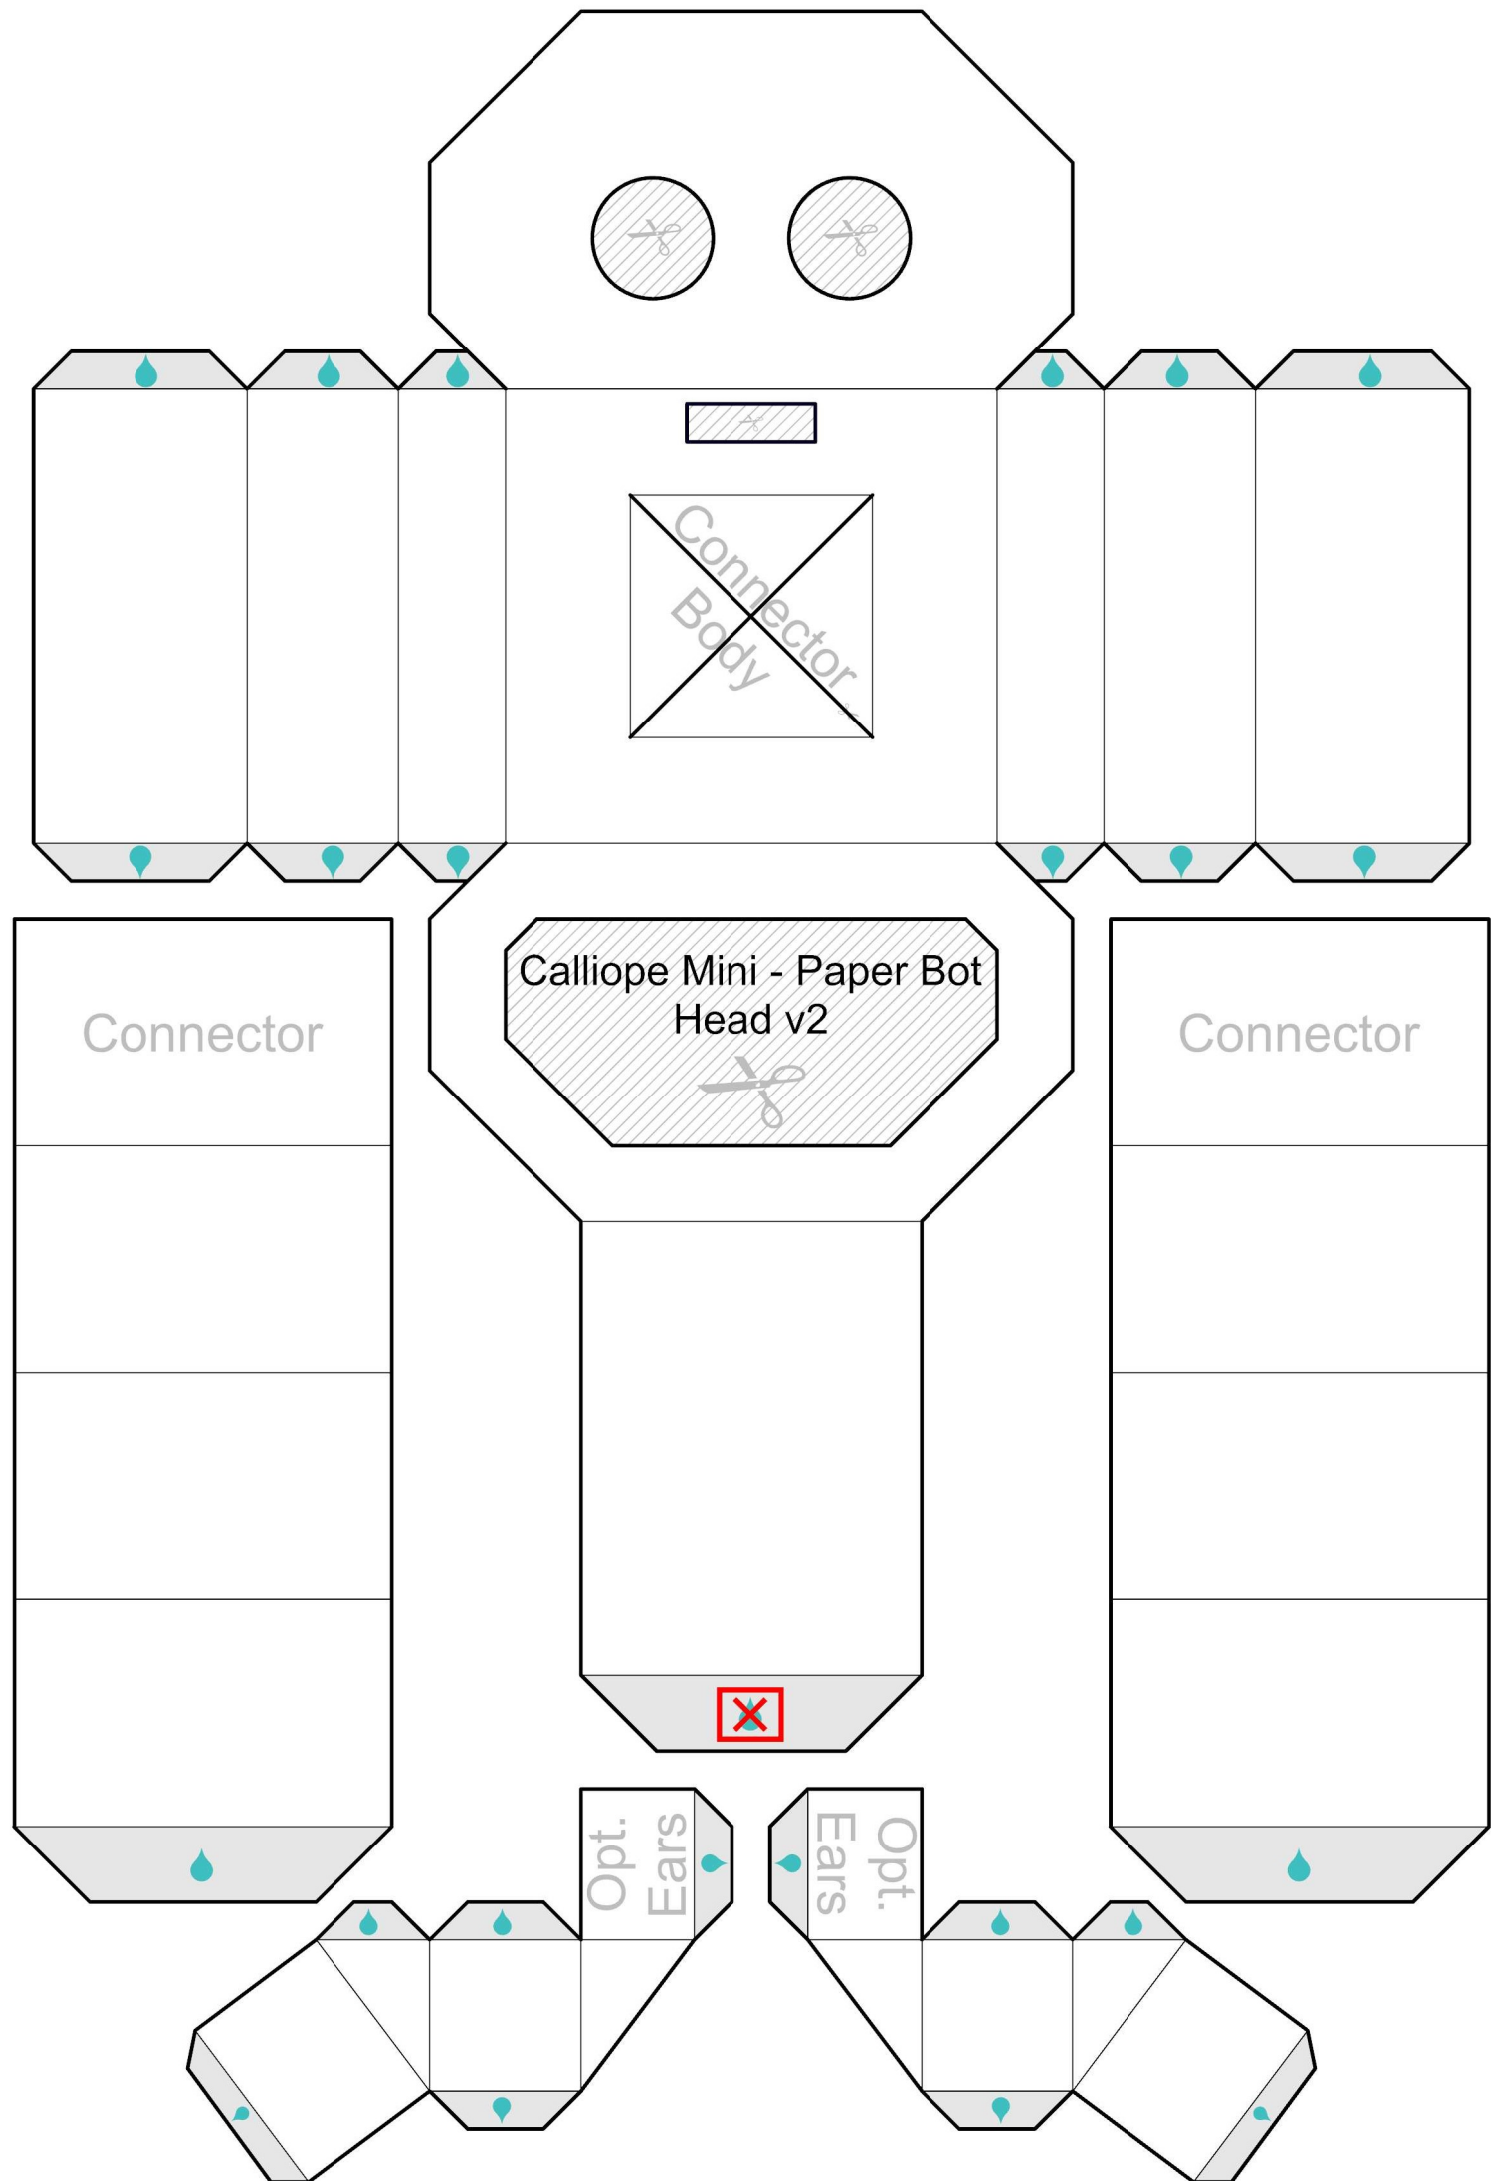 Connector
Body
Calliope Mini - Paper Bot
Head v2
Connector
Connector
Opt.
Ears
Opt.
Ears